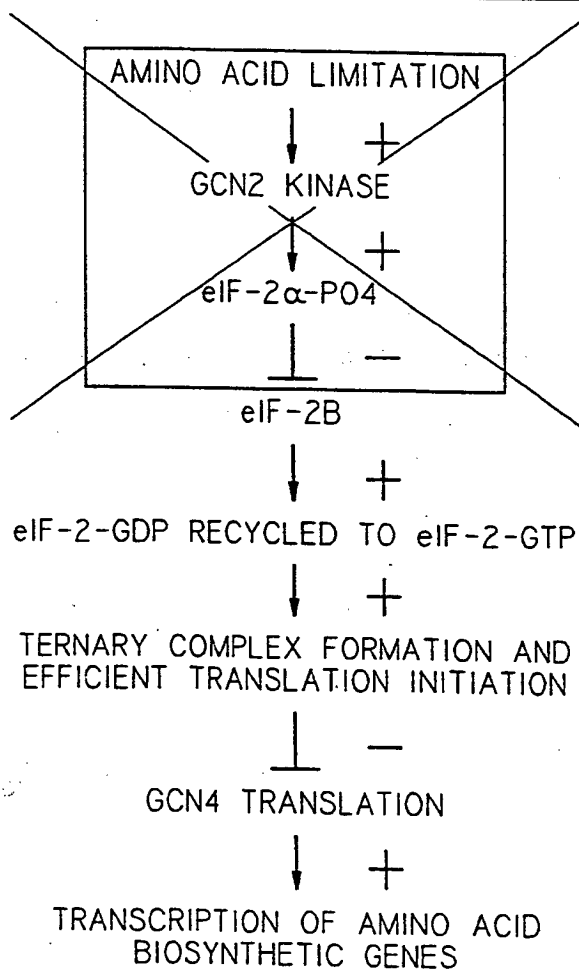 AMINO ACID LIMITATION
+
GCN2 KINASE
+
eIF-2α-PO4
−
eIF-2B
+
eIF-2-GDP RECYCLED TO eIF-2-GTP
+
TERNARY COMPLEX FORMATION AND
EFFICIENT TRANSLATION INITIATION
−
GCN4 TRANSLATION
+
TRANSCRIPTION OF AMINO ACID
BIOSYNTHETIC GENES